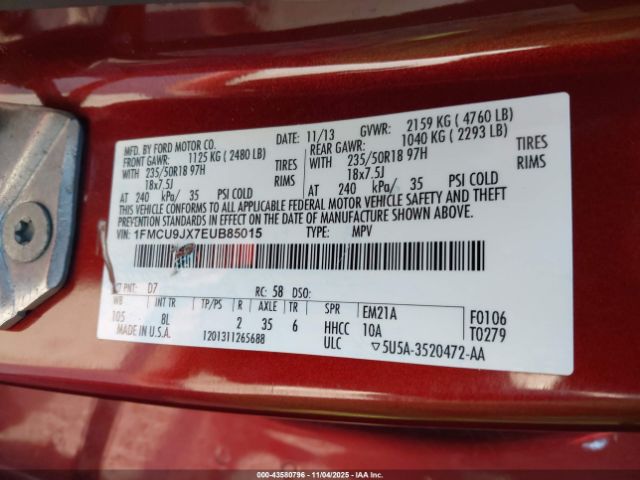 MFD. BY FORD MOTOR CO.
DATE: 11/13 GVWR: 2159 KG ( 4760 LB)
FRONT GAWR: 1125 KG ( 2480 LB)
REAR GAWR: 1040 KG ( 2293 LB)
WITH 235/50R18 97H TIRES
WITH 235/50R18 97H TIRES
18x7.5J RIMS
18x7.5J RIMS
AT 240 kPa/ 35 PSI COLD
AT 240 kPa/ 35 PSI COLD
THIS VEHICLE CONFORMS TO ALL APPLICABLE FEDERAL MOTOR VEHICLE SAFETY AND THEFT
PREVENTION STANDARDS IN EFFECT ON THE DATE OF MANUFACTURE SHOWN ABOVE.
VIN: 1FMCU9JX7EUB85015 TYPE: MPV
EXT PNT: D7 RC: 58 DSO:
WB INT TR TP/PS R AXLE TR SPR EM21A F0106
105 8L 2 35 6 HHCC 10A T0279
MADE IN U.S.A. 1201311265688 ULC 5U5A-3520472-AA
000-43580796 - 11/04/2025 - IAAI.COM